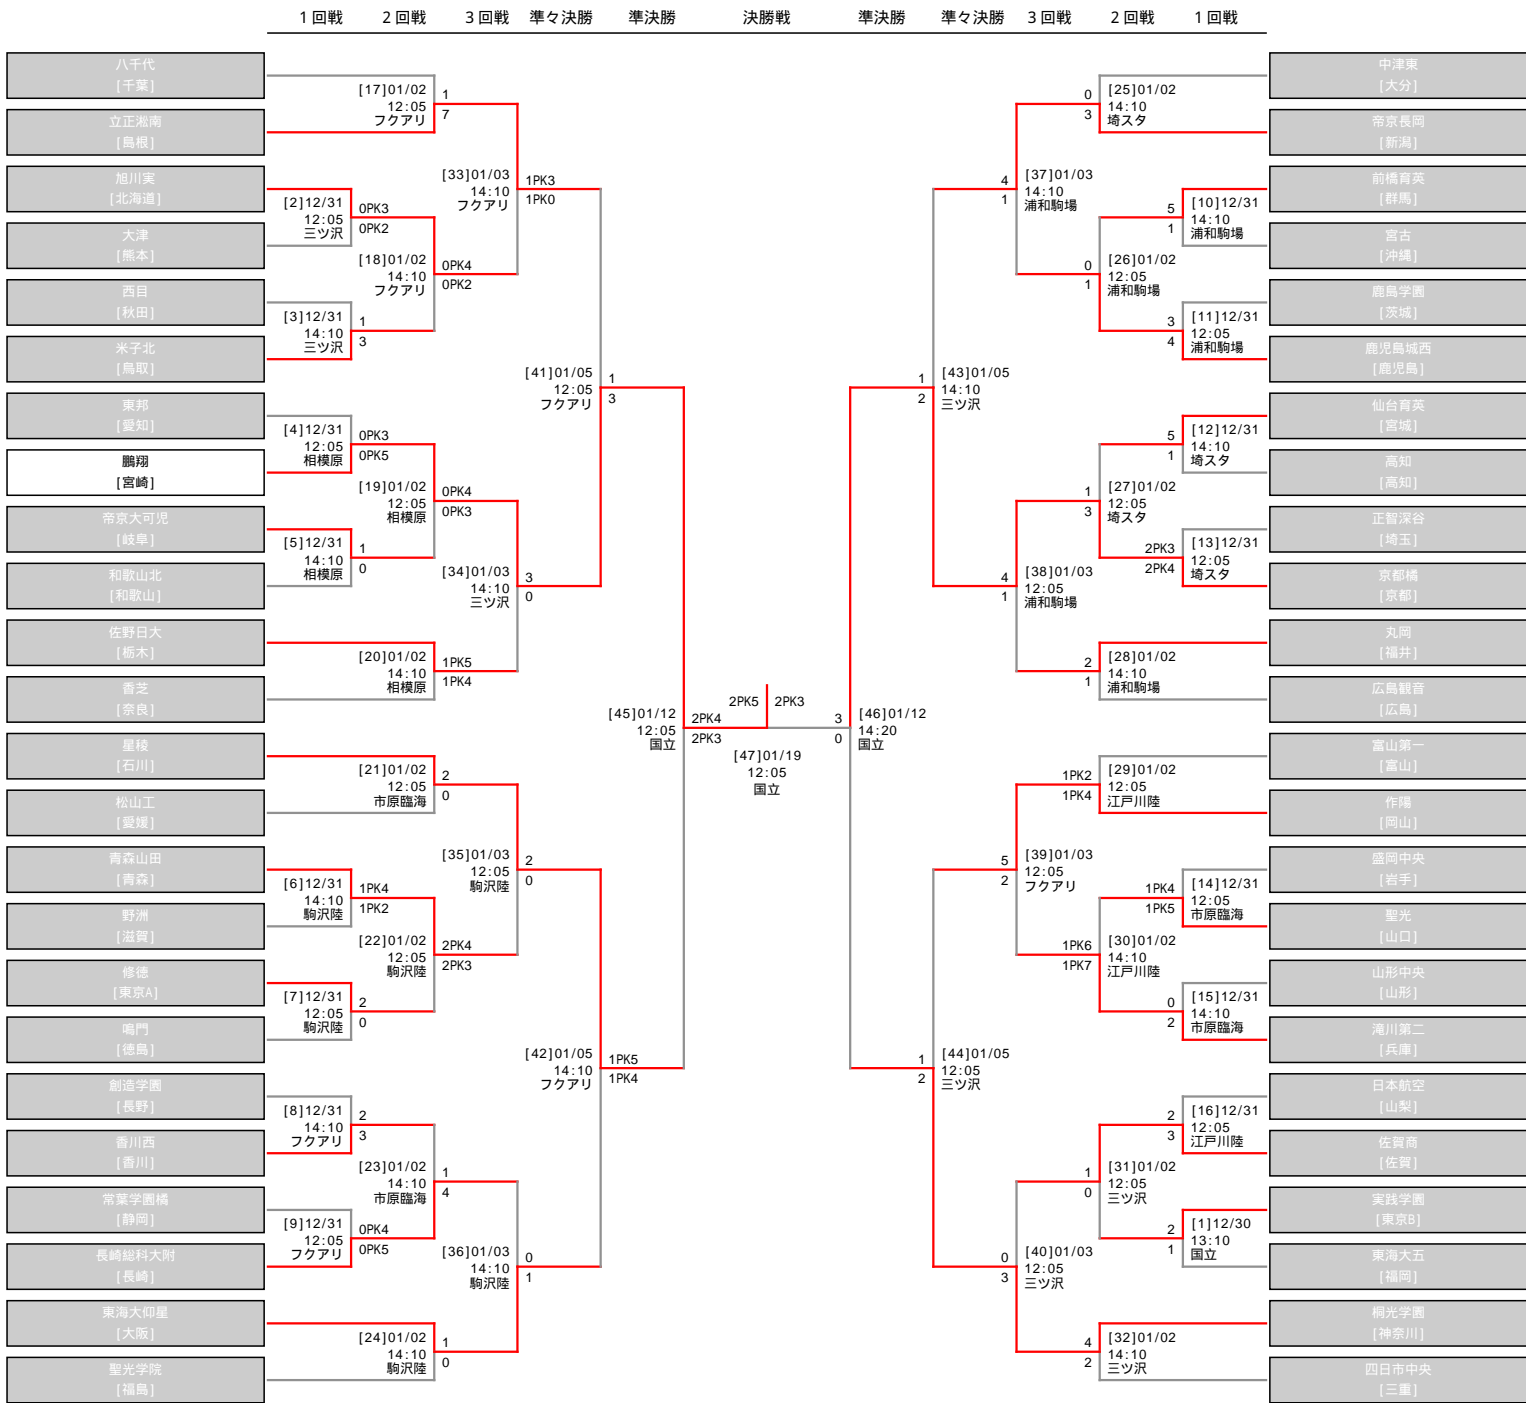 1回戦 2回戦 3回戦 準々決勝 準決勝 決勝戦 準決勝 準々決勝 3回戦 2回戦 1回戦
八千代
[千葉]
立正淞南
[島根]
旭川実
[北海道]
大津
[熊本]
西目
[秋田]
米子北
[鳥取]
東邦
[愛知]
鵬翔
[宮崎]
帝京大可児
[岐阜]
和歌山北
[和歌山]
佐野日大
[栃木]
香芝
[奈良]
星稜
[石川]
松山工
[愛媛]
青森山田
[青森]
野洲
[滋賀]
修徳
[東京A]
鳴門
[徳島]
創造学園
[長野]
香川西
[香川]
常葉学園橘
[静岡]
長崎総科大附
[長崎]
東海大仰星
[大阪]
聖光学院
[福島]
[2]12/31
12:05
三ツ沢
0PK3
0PK2
[3]12/31
14:10
三ツ沢
1
3
[4]12/31
12:05
相模原
0PK3
0PK5
[5]12/31
14:10
相模原
1
0
[6]12/31
14:10
駒沢陸
1PK4
1PK2
[7]12/31
12:05
駒沢陸
2
0
[8]12/31
14:10
フクアリ
2
3
[9]12/31
12:05
フクアリ
0PK4
0PK5
[17]01/02
12:05
フクアリ
1
7
[18]01/02
14:10
フクアリ
0PK4
0PK2
[19]01/02
12:05
相模原
0PK4
0PK3
[20]01/02
14:10
相模原
1PK5
1PK4
[21]01/02
12:05
市原臨海
2
0
[22]01/02
12:05
駒沢陸
2PK4
2PK3
[23]01/02
14:10
市原臨海
1
4
[24]01/02
14:10
駒沢陸
1
0
[33]01/03
14:10
フクアリ
1PK3
1PK0
[34]01/03
14:10
三ツ沢
3
0
[35]01/03
12:05
駒沢陸
2
0
[36]01/03
14:10
駒沢陸
0
1
[41]01/05
12:05
フクアリ
1
3
[42]01/05
14:10
フクアリ
1PK5
1PK4
[45]01/12
12:05
国立
2PK4
2PK3
2PK5 2PK3
[47]01/19
12:05
国立
3
0
[46]01/12
14:20
国立
1
2
[43]01/05
14:10
三ツ沢
1
2
[44]01/05
12:05
三ツ沢
4
1
[37]01/03
14:10
浦和駒場
4
1
[38]01/03
12:05
浦和駒場
5
2
[39]01/03
12:05
フクアリ
0
3
[40]01/03
12:05
三ツ沢
0
3
[25]01/02
14:10
埼スタ
0
1
[26]01/02
12:05
浦和駒場
1
3
[27]01/02
12:05
埼スタ
2
1
[28]01/02
14:10
浦和駒場
1PK2
1PK4
[29]01/02
12:05
江戸川陸
1PK6
1PK7
[30]01/02
14:10
江戸川陸
1
0
[31]01/02
12:05
三ツ沢
4
2
[32]01/02
14:10
三ツ沢
5
1
[10]12/31
14:10
浦和駒場
3
4
[11]12/31
12:05
浦和駒場
5
1
[12]12/31
14:10
埼スタ
2PK3
2PK4
[13]12/31
12:05
埼スタ
1PK4
1PK5
[14]12/31
12:05
市原臨海
0
2
[15]12/31
14:10
市原臨海
2
3
[16]12/31
12:05
江戸川陸
2
1
[1]12/30
13:10
国立
中津東
[大分]
帝京長岡
[新潟]
前橋育英
[群馬]
宮古
[沖縄]
鹿島学園
[茨城]
鹿児島城西
[鹿児島]
仙台育英
[宮城]
高知
[高知]
正智深谷
[埼玉]
京都橘
[京都]
丸岡
[福井]
広島観音
[広島]
富山第一
[富山]
作陽
[岡山]
盛岡中央
[岩手]
聖光
[山口]
山形中央
[山形]
滝川第二
[兵庫]
日本航空
[山梨]
佐賀商
[佐賀]
実践学園
[東京B]
東海大五
[福岡]
桐光学園
[神奈川]
四日市中央
[三重]